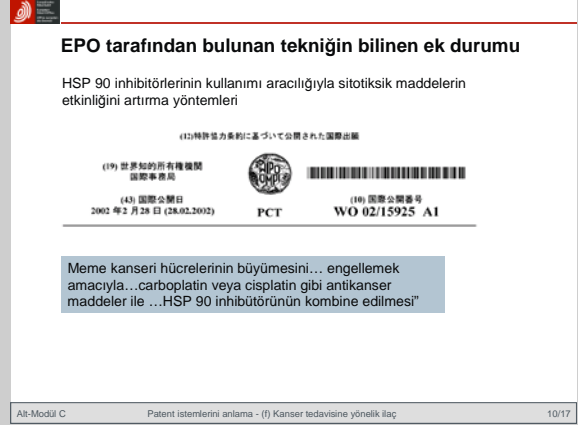 EPO tarafından bulunan tekniğin bilinen ek durumu
HSP 90 inhibitörlerinin kullanımı aracılığıyla sitotiksik maddelerin
etkinliğini artırma yöntemleri
(12)特許協力条約に基づいて公開された国際出願
(19) 世界知的所有権機関
国際事務局
(43) 国際公開日
2002 年2 月 28 日 (28.02.2002)
PCT
(10) 国際公開番号
WO 02/15925 A1
Meme kanseri hücrelerinin büyümesini… engellemek
amacıyla…carboplatin veya cisplatin gibi antikanser
maddeler ile …HSP 90 inhibütörünün kombine edilmesi”
Alt-Modül C
Patent istemlerini anlama - (f) Kanser tedavisine yönelik ilaç
10/17